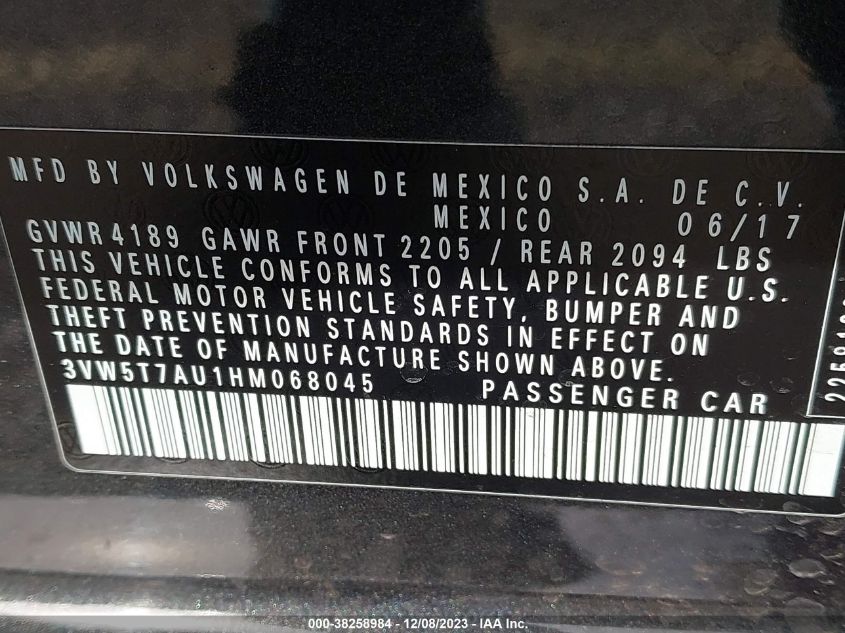 MFD BY VOLKSWAGEN DE MEXICO S.A. DE C.V.
MEXICO 06/17
GVWR 4189 GAWR FRONT 2205 / REAR 2094 LBS
THIS VEHICLE CONFORMS TO ALL APPLICABLE U.S.
FEDERAL MOTOR VEHICLE SAFETY, BUMPER AND
THEFT PREVENTION STANDARDS IN EFFECT ON
THE DATE OF MANUFACTURE SHOWN ABOVE.
3VW5T7AU1HM068045 PASSENGER CAR
000-38258984 - 12/08/2023 - IAA Inc.